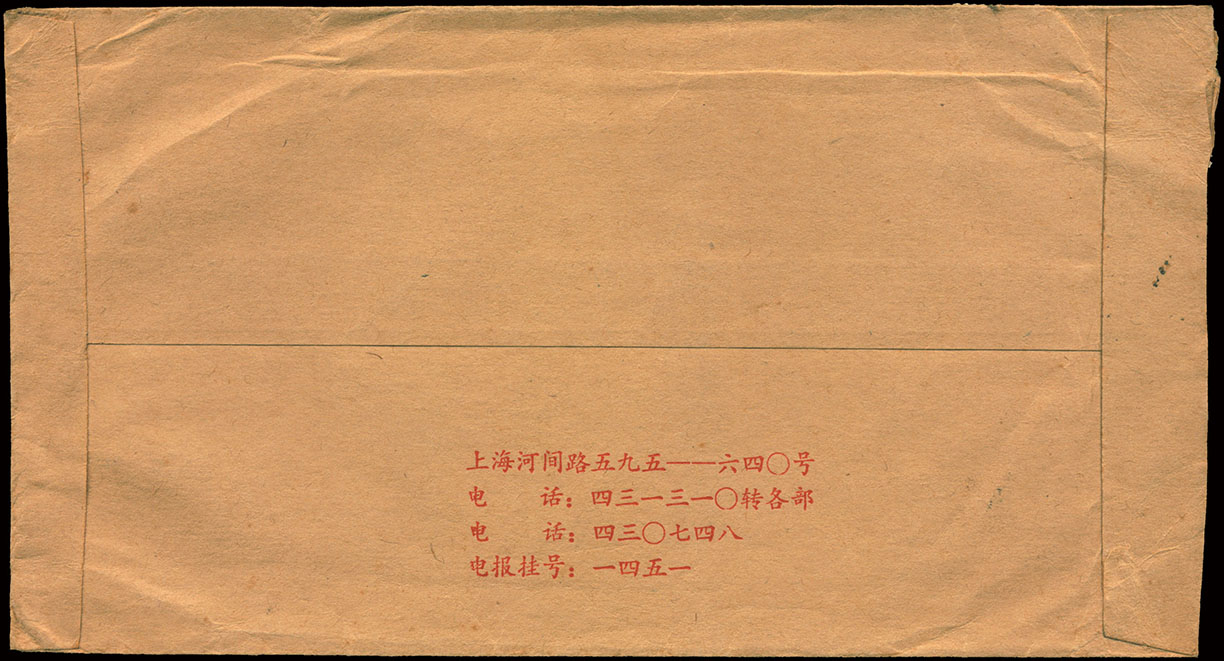 上海河间路五九五——六四〇号
电　　话：四三一三一〇转各部
电　　话：四三〇七四八
电报挂号：一四五一